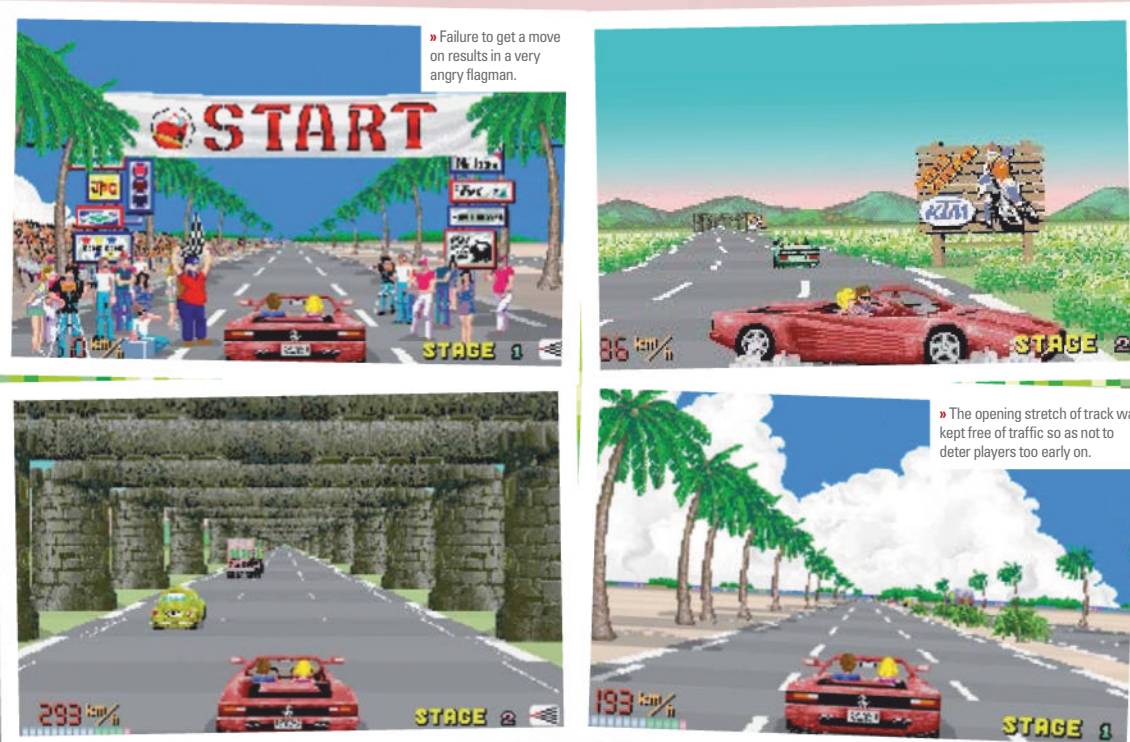 » Failure to get a move
on results in a very
angry flagman.
START
0 km/h
STAGE 1
KTM
86 km/h
STAGE 2
293 km/h
STAGE 2
» The opening stretch of track wa
kept free of traffic so as not to
deter players too early on.
193 km/h
STAGE 1